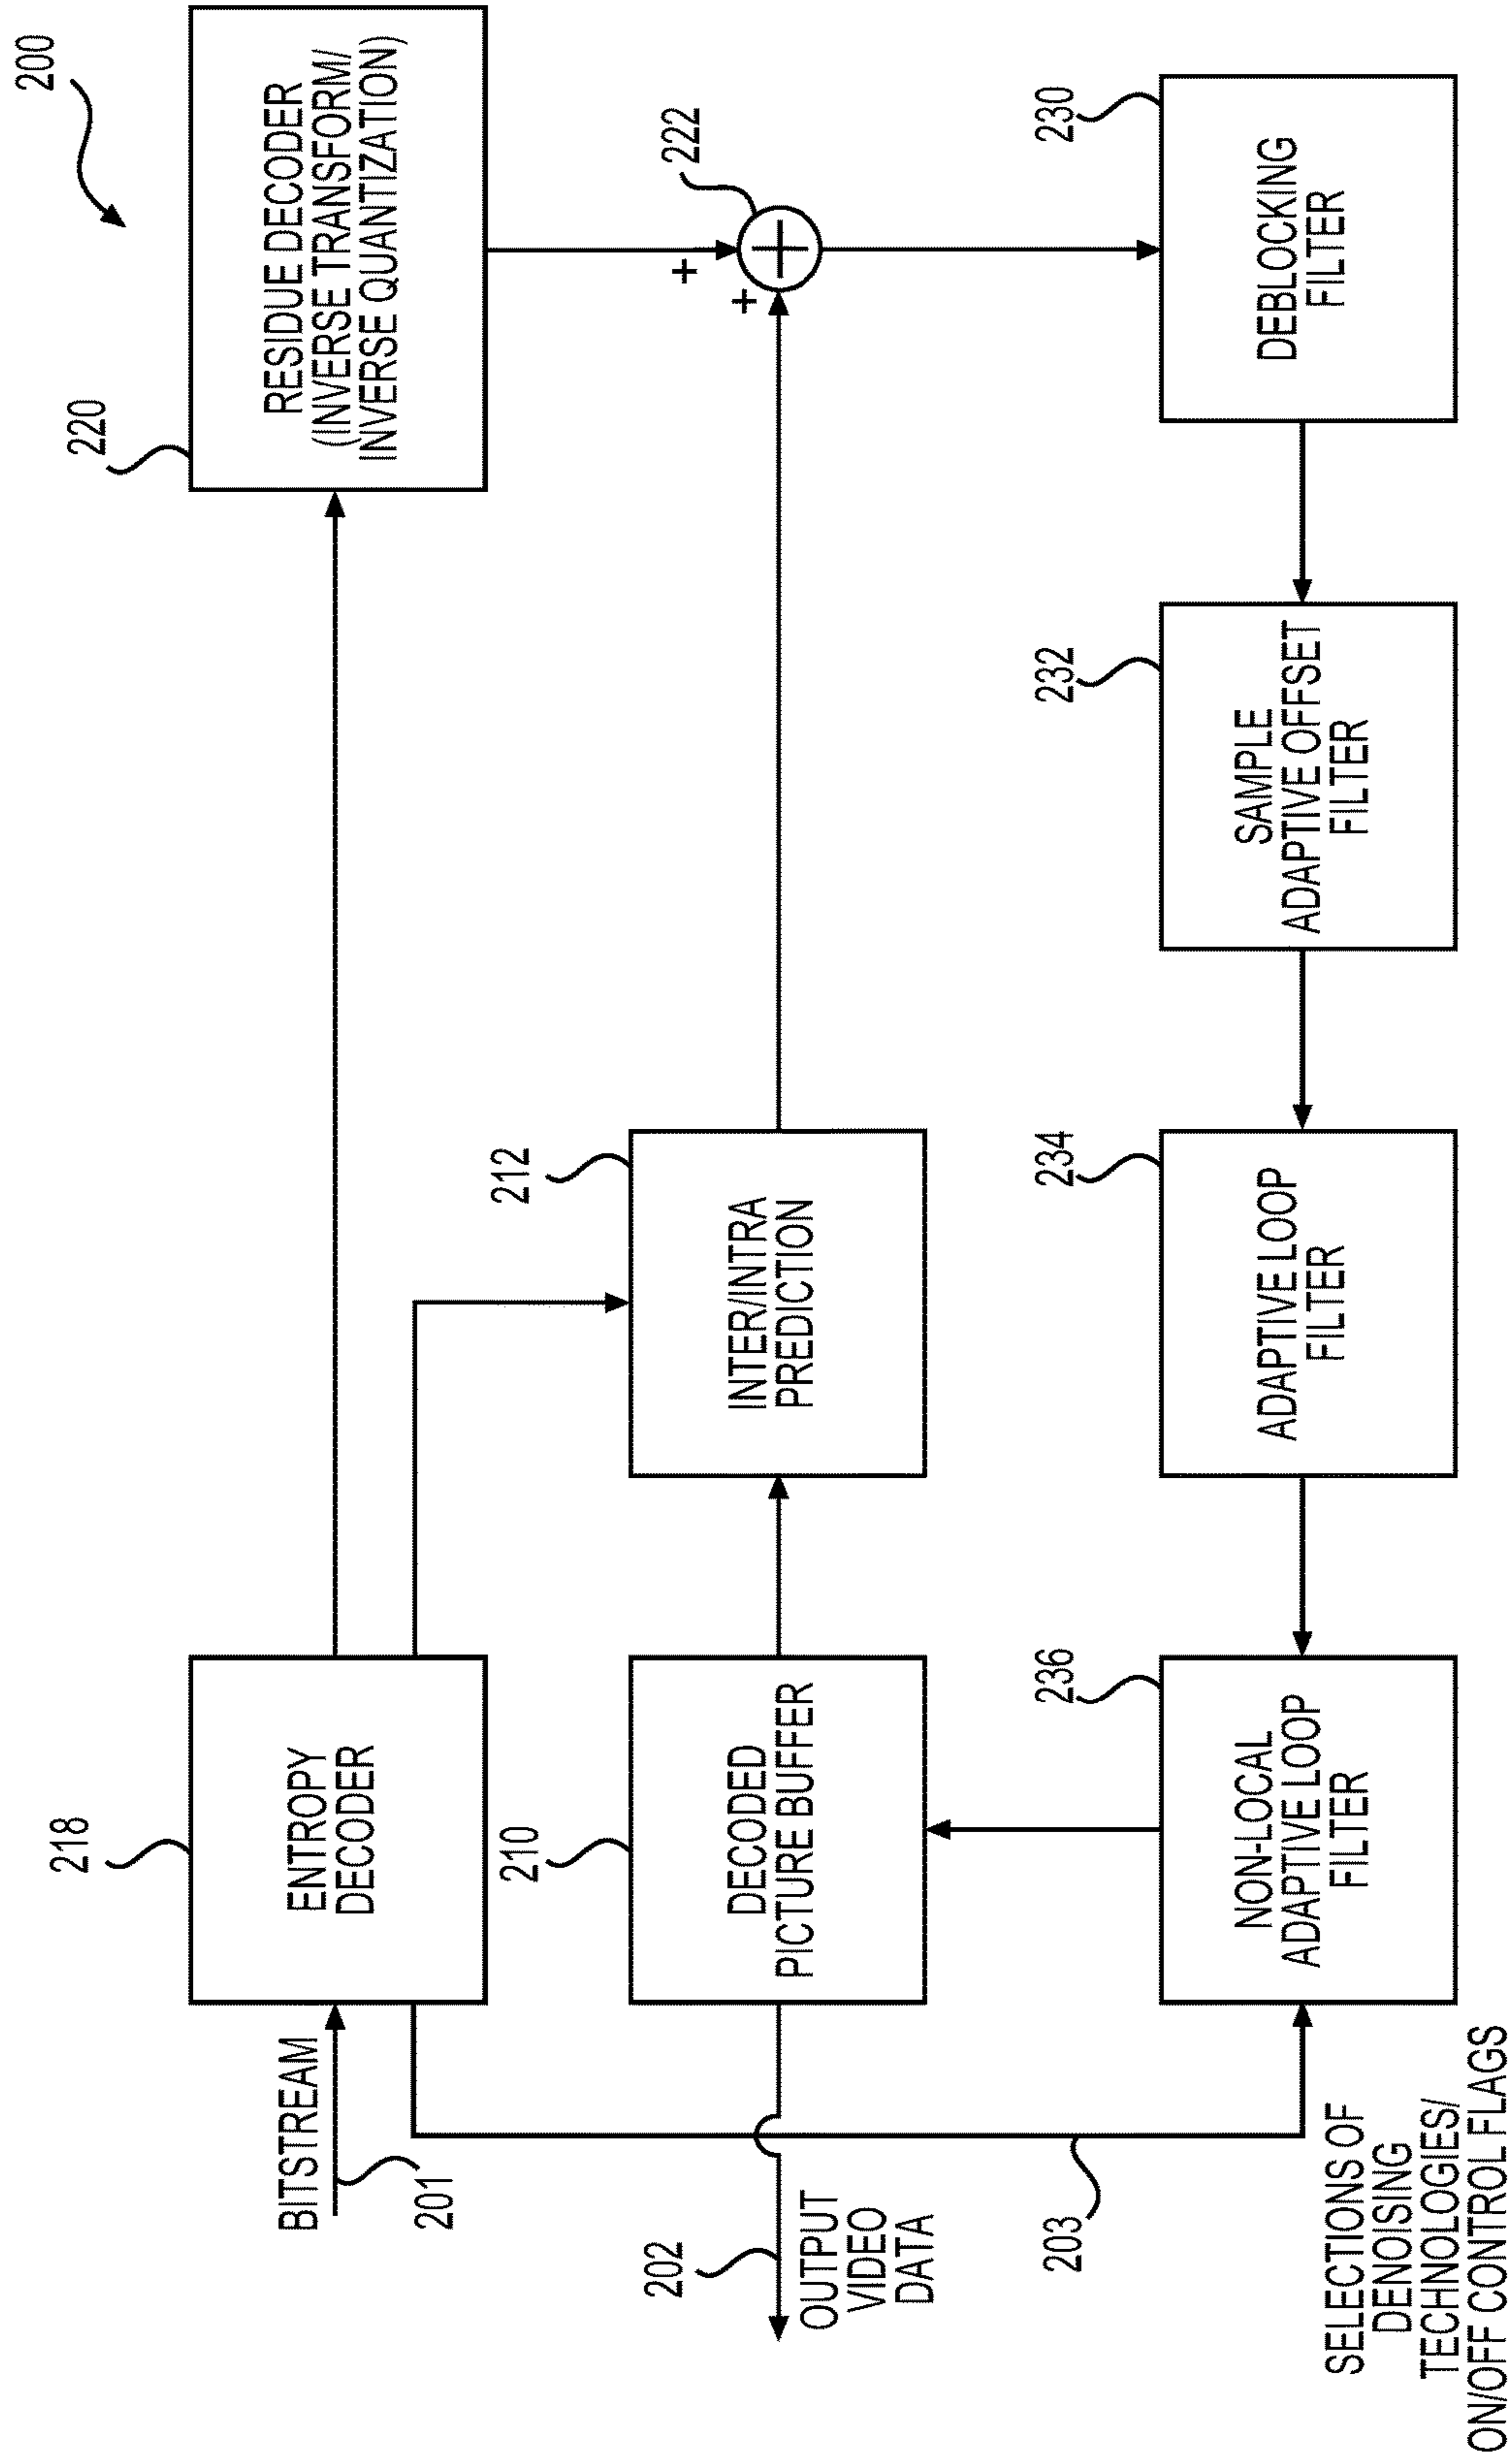 200
218
ENTROPY
DECODER
220
RESIDUE DECODER
(INVERSE TRANSFORM/
INVERSE QUANTIZATION)
BITSTREAM
201
210
DECODED
PICTURE BUFFER
212
INTER/INTRA
PREDICTION
+
+
222
202
OUTPUT
VIDEO
DATA
203
236
NON-LOCAL
ADAPTIVE LOOP
FILTER
234
ADAPTIVE LOOP
FILTER
232
SAMPLE
ADAPTIVE OFFSET
FILTER
230
DEBLOCKING
FILTER
SELECTIONS OF
DENOISING
TECHNOLOGIES/
ON/OFF CONTROL FLAGS